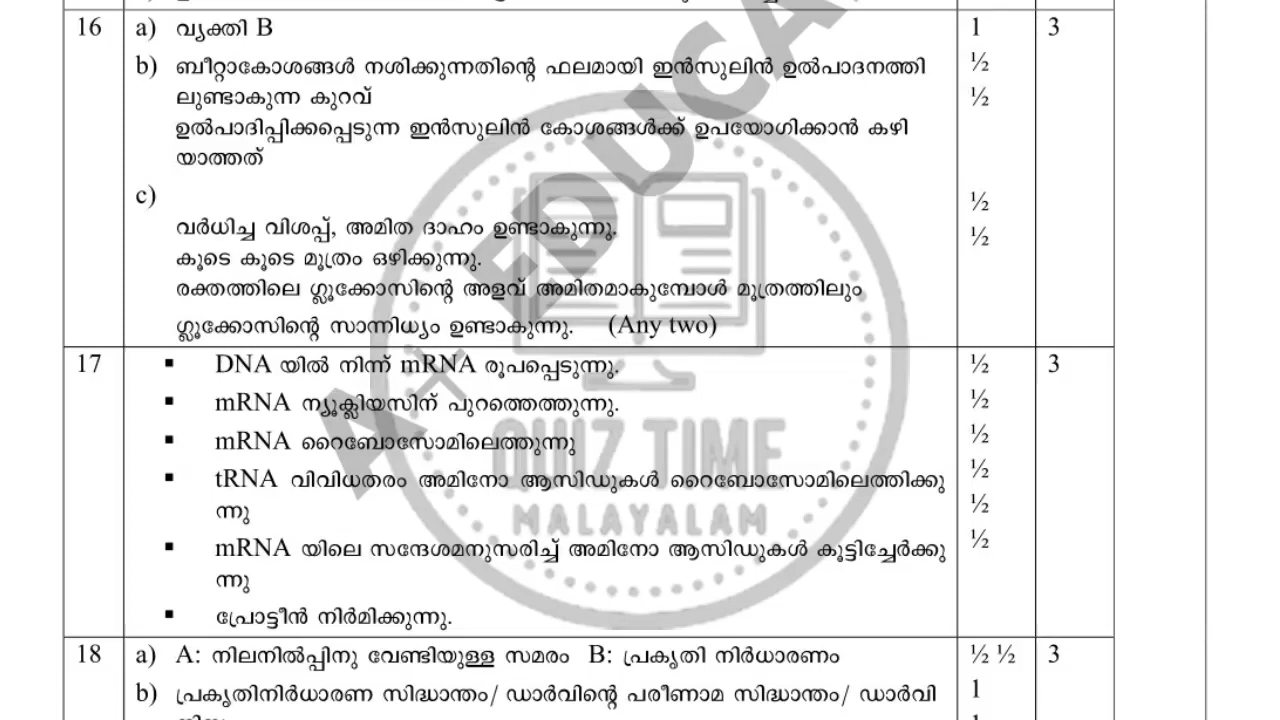 16 a) വ്യക്തി B 1 3
b) ബീറ്റാകോശങ്ങൾ നശിക്കുന്നതിന്റെ ഫലമായി ഇൻസുലിൻ ഉൽപാദനത്തി ½
ലുണ്ടാകുന്ന കുറവ് ½
ഉൽപാദിപ്പിക്കപ്പെടുന്ന ഇൻസുലിൻ കോശങ്ങൾക്ക് ഉപയോഗിക്കാൻ കഴി
യാത്തത്
c) ½
വർധിച്ച വിശപ്പ്, അമിത ദാഹം ഉണ്ടാകുന്നു. ½
കൂടെ കൂടെ മൂത്രം ഒഴിക്കുന്നു.
രക്തത്തിലെ ഗ്ലൂക്കോസിന്റെ അളവ് അമിതമാകുമ്പോൾ മൂത്രത്തിലും
ഗ്ലൂക്കോസിന്റെ സാന്നിധ്യം ഉണ്ടാകുന്നു. (Any two)
17 ▪ DNA യിൽ നിന്ന് mRNA രൂപപ്പെടുന്നു. ½ 3
▪ mRNA ന്യൂക്ലിയസിന് പുറത്തെത്തുന്നു. ½
▪ mRNA റൈബോസോമിലെത്തുന്നു ½
▪ tRNA വിവിധതരം അമിനോ ആസിഡുകൾ റൈബോസോമിലെത്തിക്കു ½
ന്നു ½
▪ mRNA യിലെ സന്ദേശമനുസരിച്ച് അമിനോ ആസിഡുകൾ കൂട്ടിച്ചേർക്കു ½
ന്നു
▪ പ്രോട്ടീൻ നിർമിക്കുന്നു.
18 a) A: നിലനിൽപ്പിനു വേണ്ടിയുള്ള സമരം B: പ്രകൃതി നിർധാരണം ½ ½ 3
b) പ്രകൃതിനിർധാരണ സിദ്ധാന്തം/ ഡാർവിന്റെ പരീണാമ സിദ്ധാന്തം/ ഡാർവി 1
A+ EDUCA
QUIZ TIME
MALAYALAM